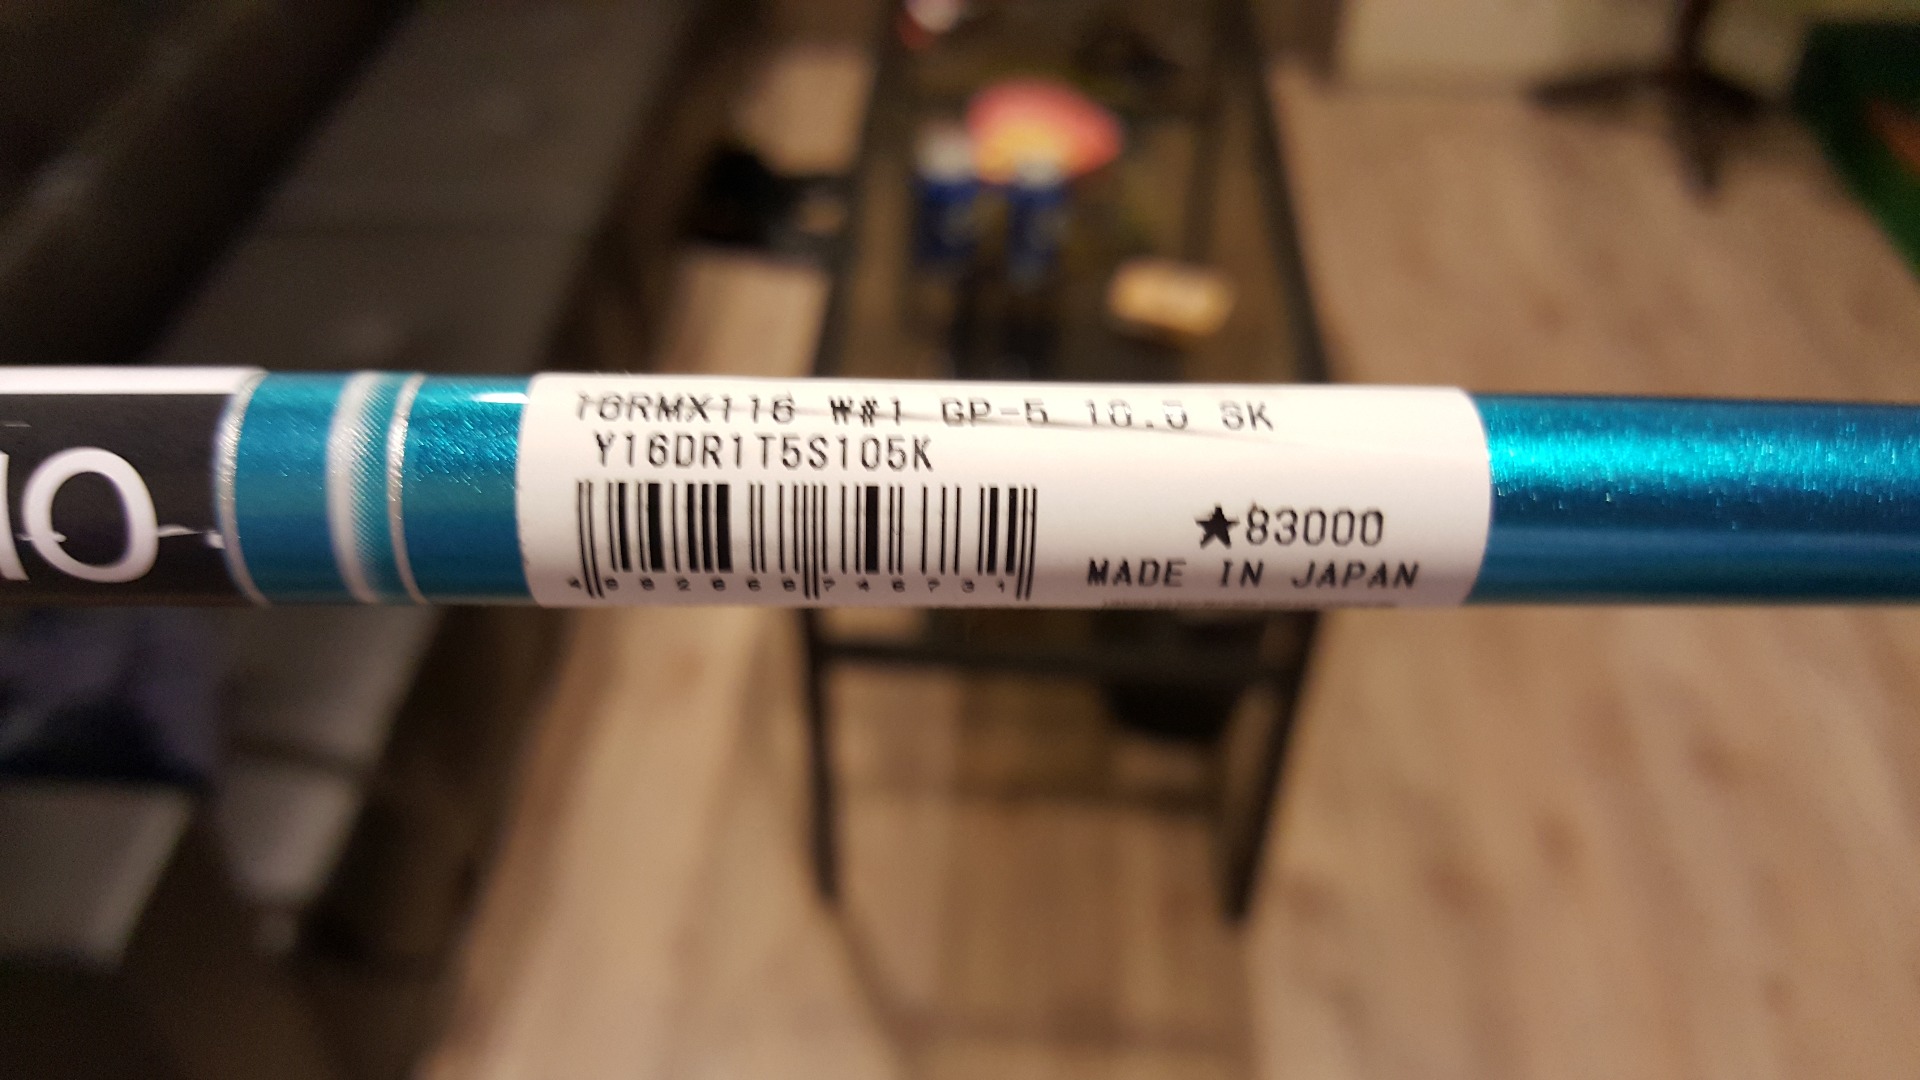 16RMX116 W#1 GP-5 10.5 SK
Y16DR1T5S105K
★83000
MADE IN JAPAN